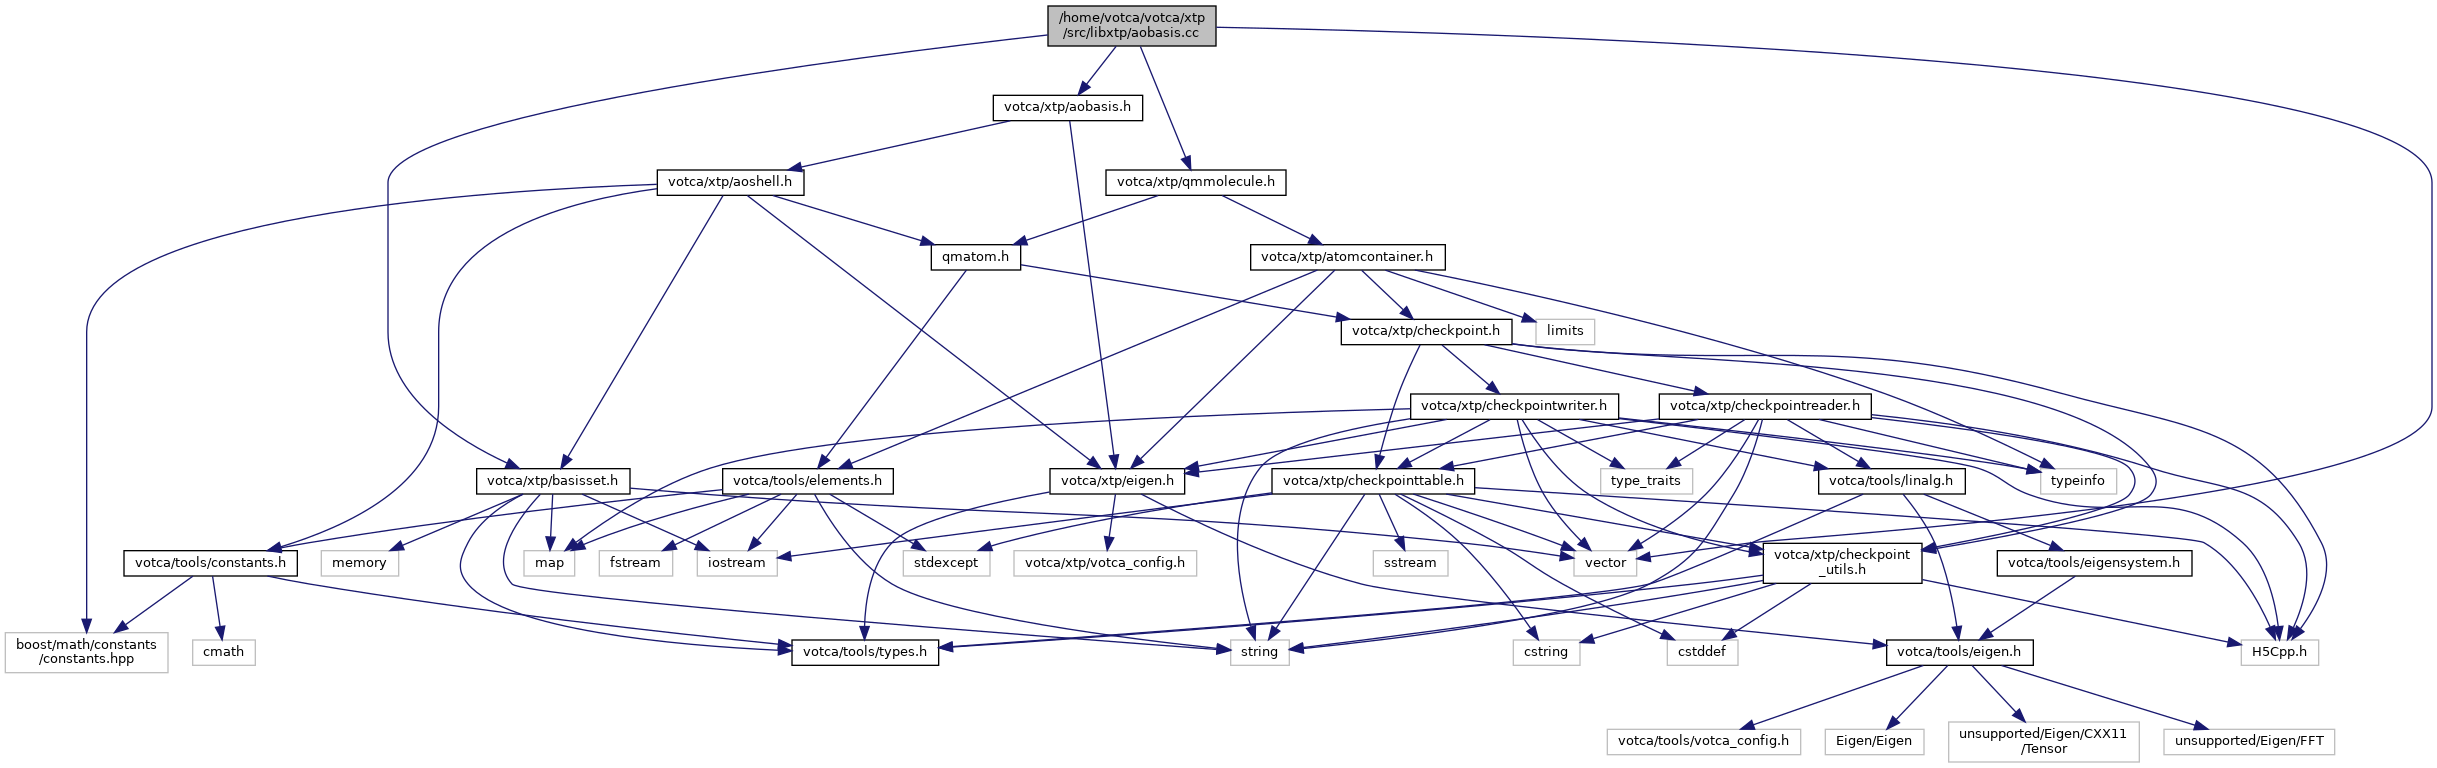 /home/votca/votca/xtp
/src/libxtp/aobasis.cc
votca/xtp/aobasis.h
votca/xtp/aoshell.h
votca/xtp/qmmolecule.h
qmatom.h
votca/xtp/atomcontainer.h
votca/xtp/checkpoint.h
limits
votca/xtp/checkpointwriter.h
votca/xtp/checkpointreader.h
votca/xtp/basisset.h
votca/tools/elements.h
votca/xtp/eigen.h
votca/xtp/checkpointtable.h
type_traits
votca/tools/linalg.h
typeinfo
votca/tools/constants.h
memory
map
fstream
iostream
stdexcept
votca/xtp/votca_config.h
sstream
vector
votca/xtp/checkpoint
_utils.h
votca/tools/eigensystem.h
boost/math/constants
/constants.hpp
cmath
votca/tools/types.h
string
cstring
cstddef
votca/tools/eigen.h
H5Cpp.h
votca/tools/votca_config.h
Eigen/Eigen
unsupported/Eigen/CXX11
/Tensor
unsupported/Eigen/FFT